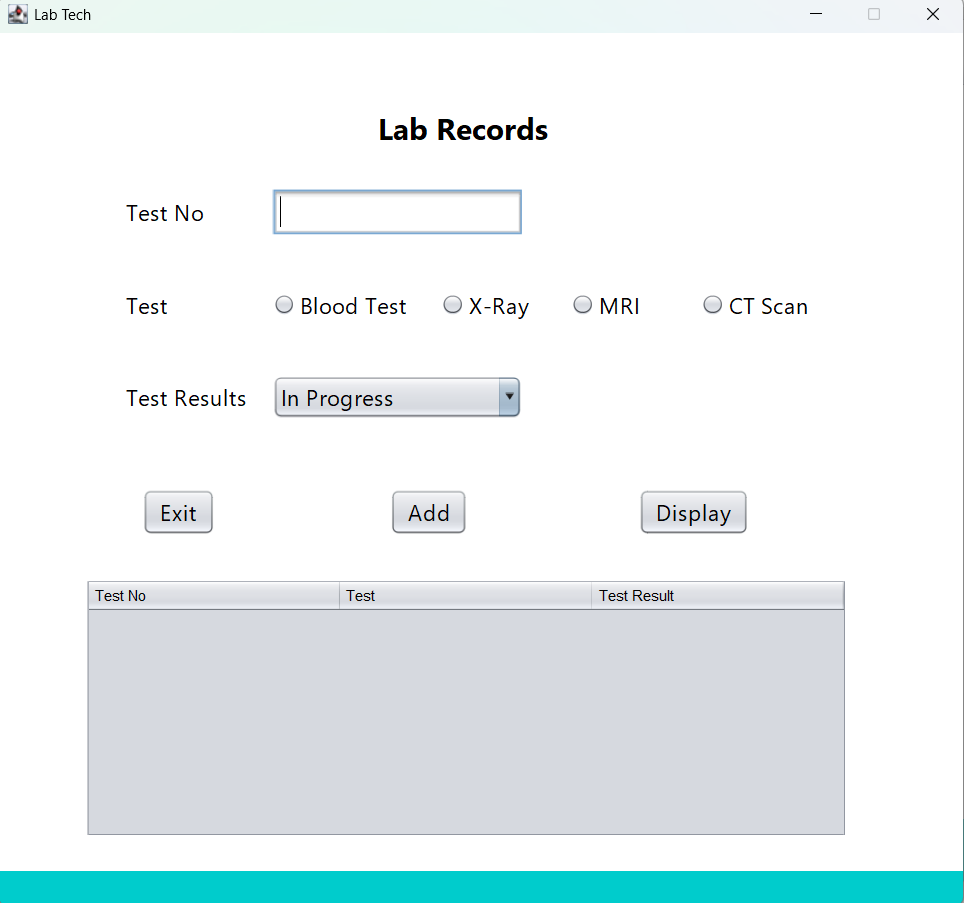 Lab Tech
Lab Records
Test No
Test Blood Test X-Ray MRI CT Scan
Test Results In Progress
Exit Add Display
Test No Test Test Result